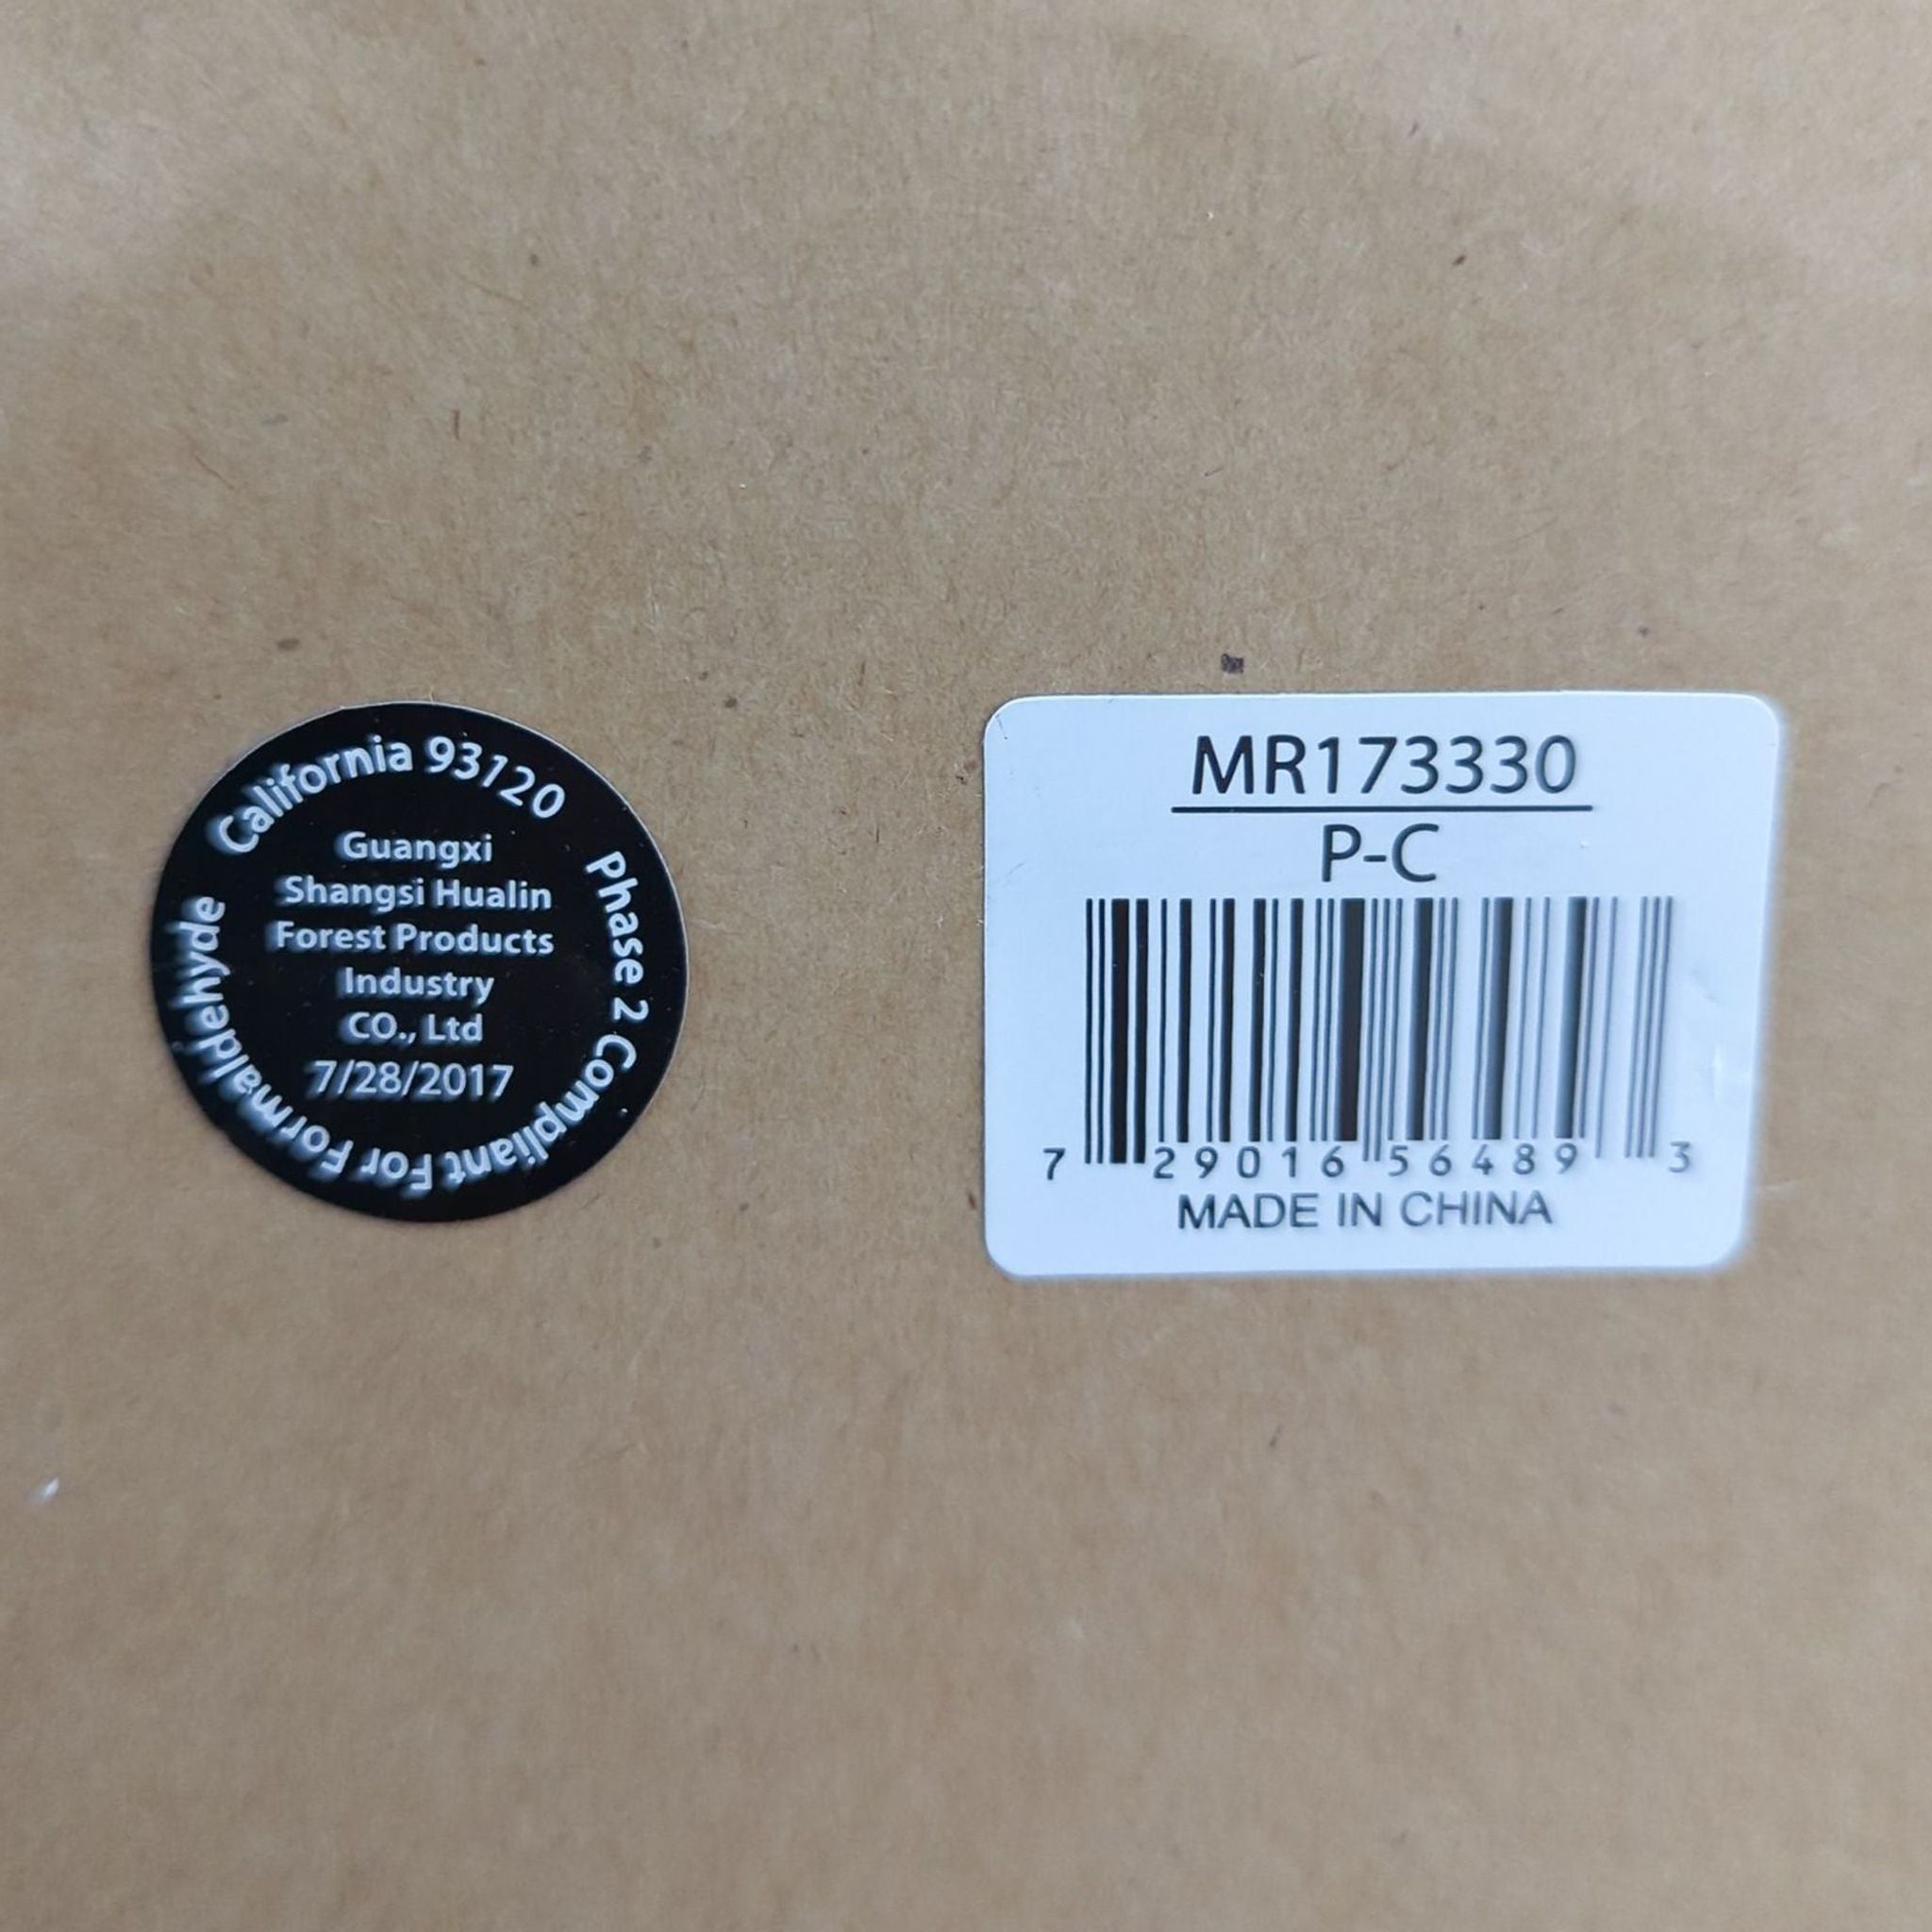 California 93120
Phase 2 Compliant For Formaldehyde
Guangxi
Shangsi Hualin
Forest Products
Industry
CO., Ltd
7/28/2017
MR173330
P-C
7 29016 56489 3
MADE IN CHINA